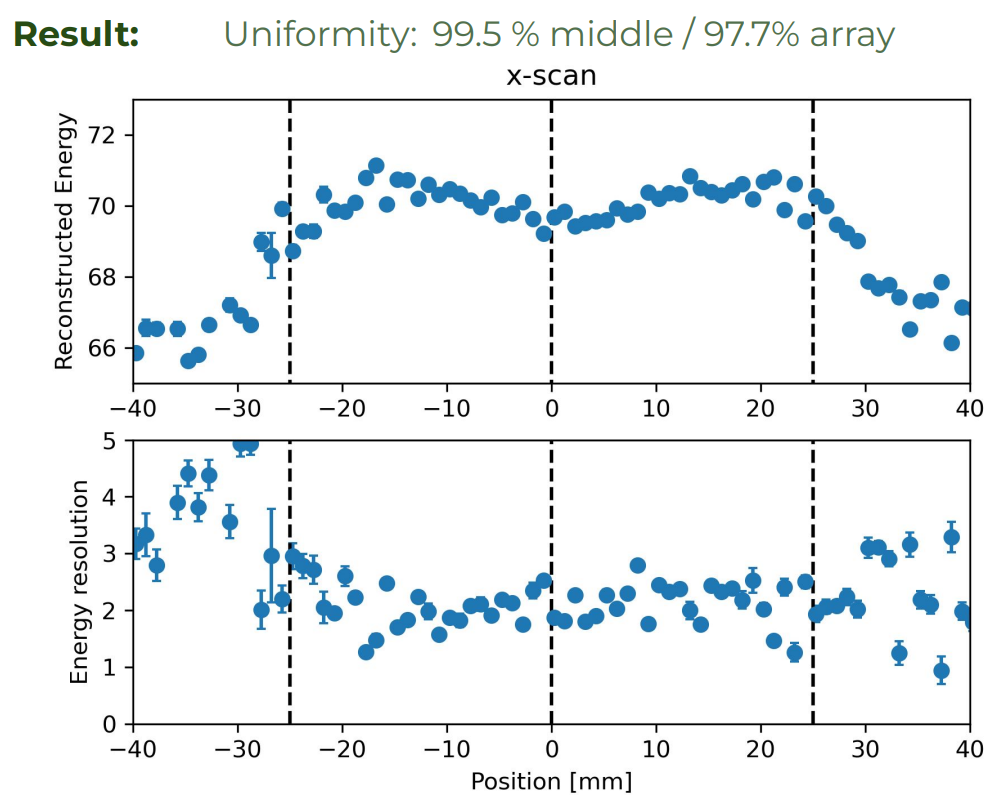 Result: Uniformity: 99.5 % middle / 97.7% array
x-scan
Reconstructed Energy
72
70
68
66
−40 −30 −20 −10 0 10 20 30 40
Energy resolution
5
4
3
2
1
0
−40 −30 −20 −10 0 10 20 30 40
Position [mm]